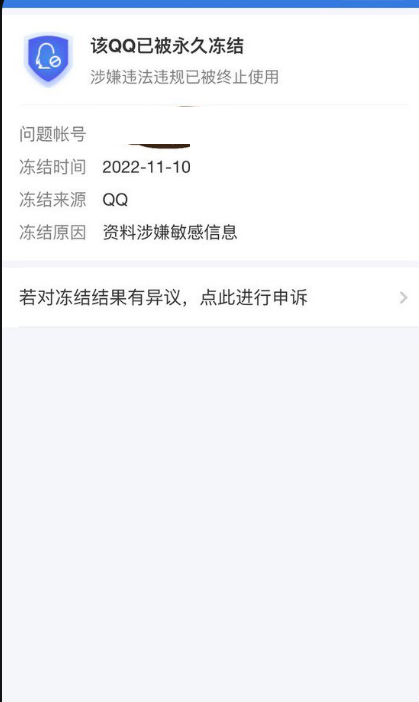 该QQ已被永久冻结
涉嫌违法违规已被终止使用
问题帐号
冻结时间 2022-11-10
冻结来源 QQ
冻结原因 资料涉嫌敏感信息
若对冻结结果有异议，点此进行申诉